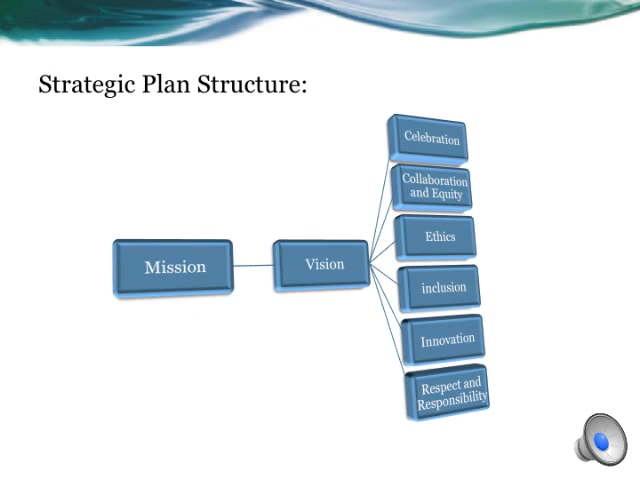 Strategic Plan Structure:
Mission
Vision
Celebration
Collaboration
and Equity
Ethics
inclusion
Innovation
Respect and
Responsibility